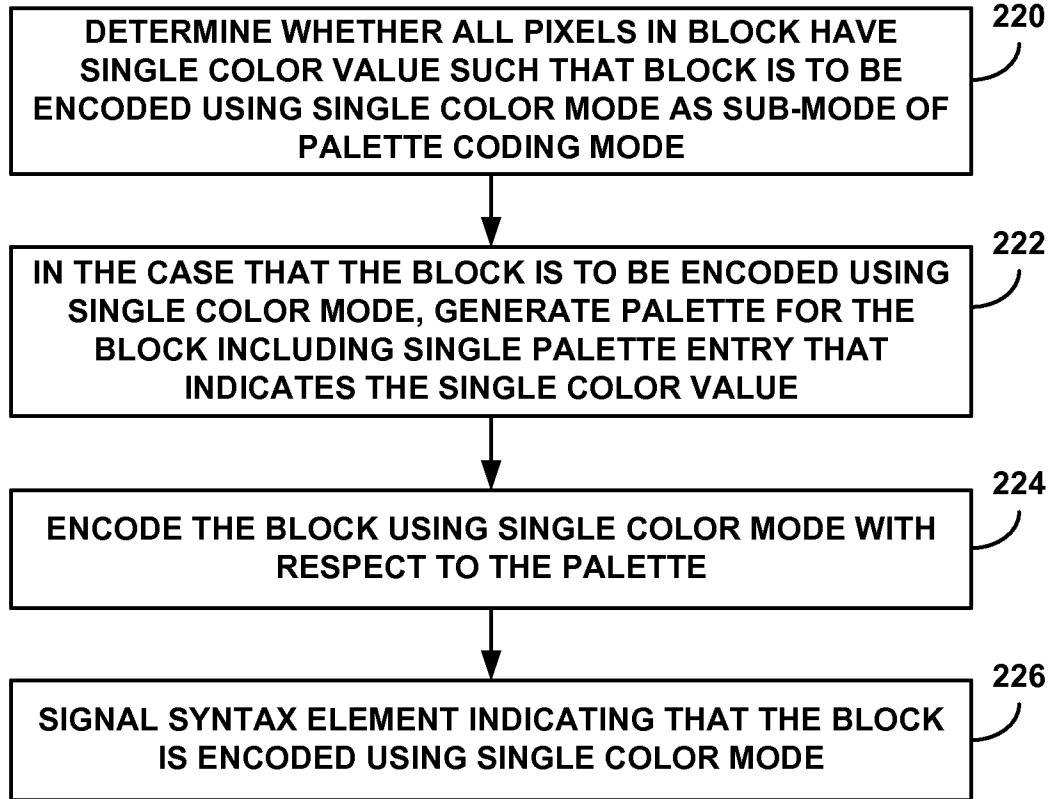 220
DETERMINE WHETHER ALL PIXELS IN BLOCK HAVE
SINGLE COLOR VALUE SUCH THAT BLOCK IS TO BE
ENCODED USING SINGLE COLOR MODE AS SUB-MODE OF
PALETTE CODING MODE
222
IN THE CASE THAT THE BLOCK IS TO BE ENCODED USING
SINGLE COLOR MODE, GENERATE PALETTE FOR THE
BLOCK INCLUDING SINGLE PALETTE ENTRY THAT
INDICATES THE SINGLE COLOR VALUE
224
ENCODE THE BLOCK USING SINGLE COLOR MODE WITH
RESPECT TO THE PALETTE
226
SIGNAL SYNTAX ELEMENT INDICATING THAT THE BLOCK
IS ENCODED USING SINGLE COLOR MODE